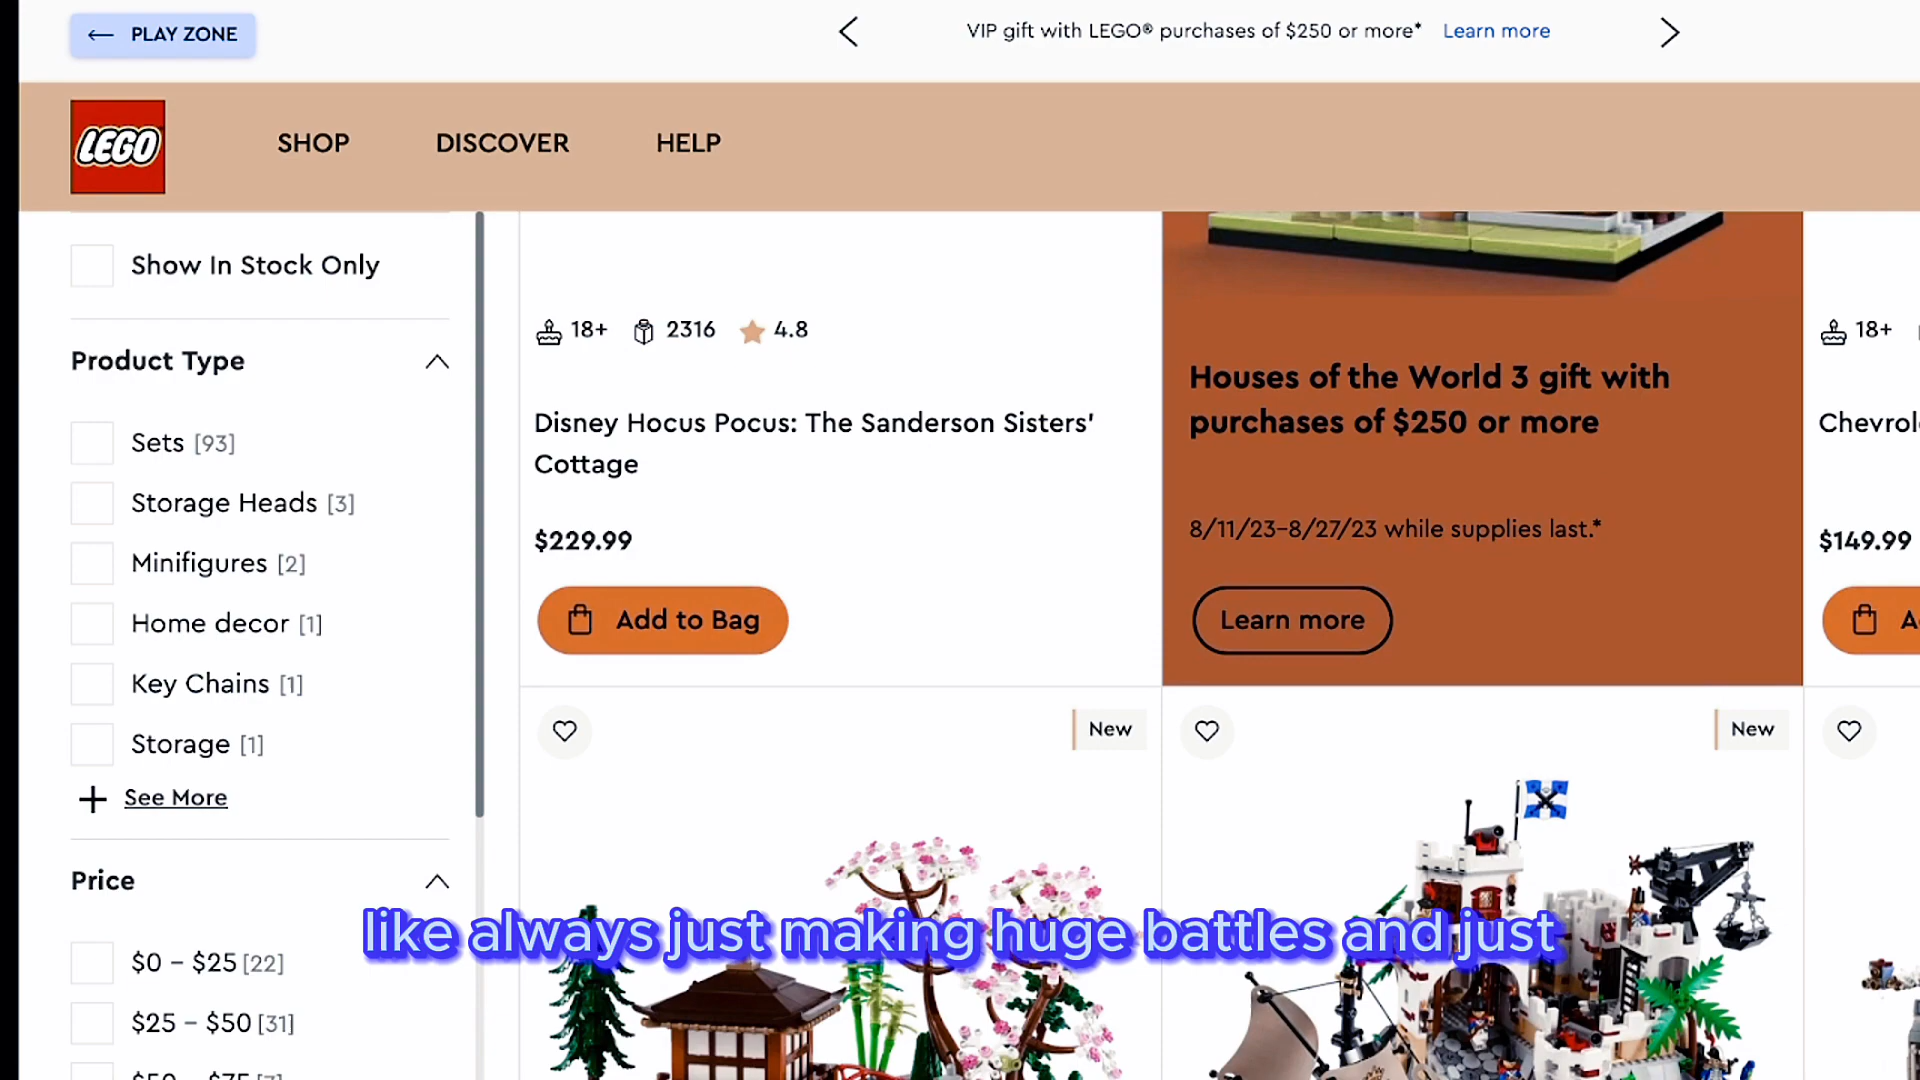 ← PLAY ZONE
VIP gift with LEGO® purchases of $250 or more* Learn more
LEGO
SHOP
DISCOVER
HELP
Show In Stock Only
Product Type
Sets [93]
Storage Heads [3]
Minifigures [2]
Home decor [1]
Key Chains [1]
Storage [1]
+ See More
Price
$0 – $25 [22]
$25 – $50 [31]
18+ 2316 4.8
Disney Hocus Pocus: The Sanderson Sisters'
Cottage
$229.99
Add to Bag
Houses of the World 3 gift with
purchases of $250 or more
8/11/23–8/27/23 while supplies last.*
Learn more
18+
$149.99
New
New
like always just making huge battles and just